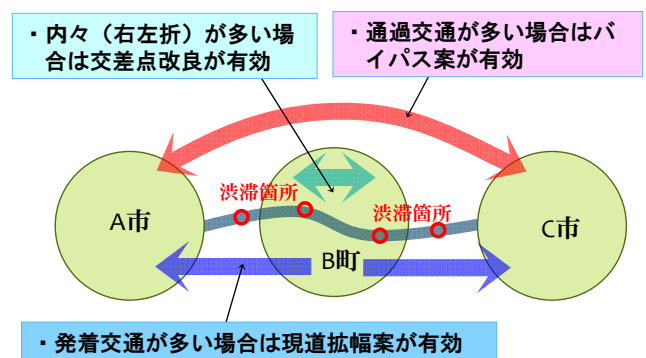 ・内々（右左折）が多い場
合は交差点改良が有効
・通過交通が多い場合はバ
イパス案が有効
渋滞箇所
渋滞箇所
A市
B町
C市
・発着交通が多い場合は現道拡幅案が有効